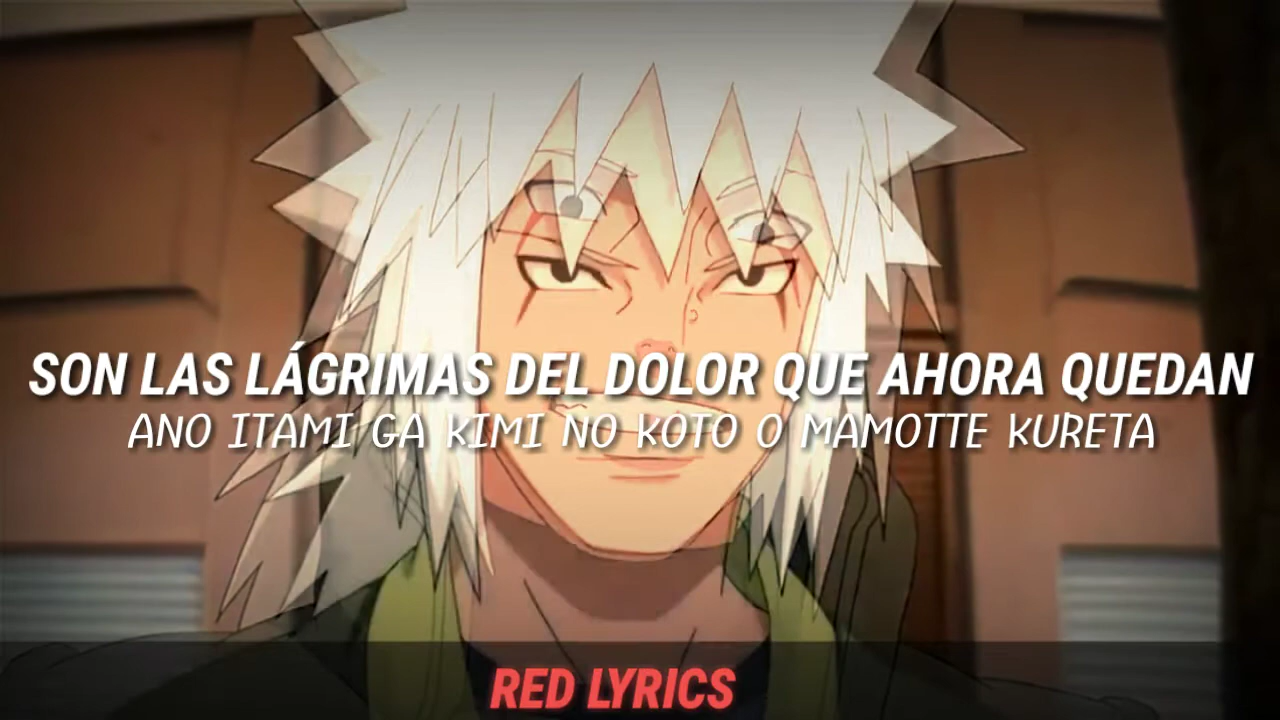 SON LAS LÁGRIMAS DEL DOLOR QUE AHORA QUEDAN
ANO ITAMI GA KIMI NO KOTO O MAMOTTE KURETA
RED LYRICS